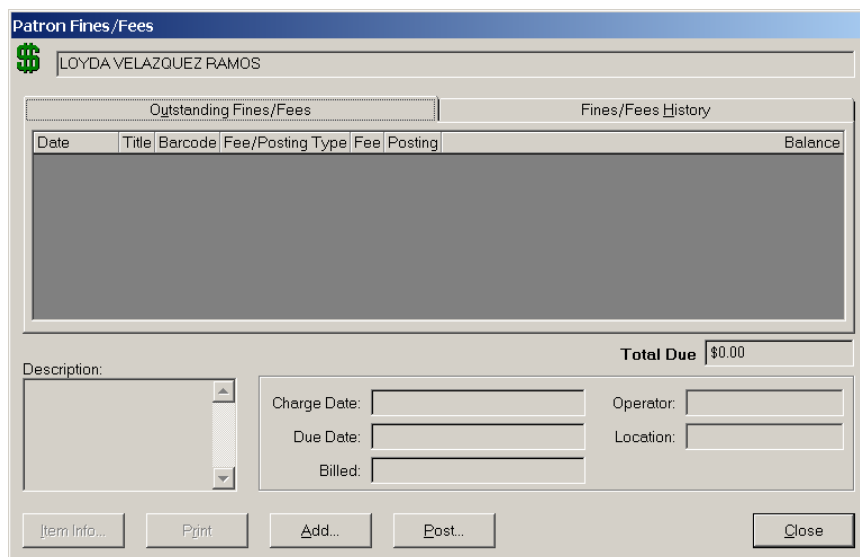 Patron Fines/Fees
LOYDA VELAZQUEZ RAMOS
Outstanding Fines/Fees Fines/Fees History
Date Title Barcode Fee/Posting Type Fee Posting Balance
Total Due $0.00
Description:
Charge Date: Operator:
Due Date: Location:
Billed:
Item Info... Print Add... Post... Close